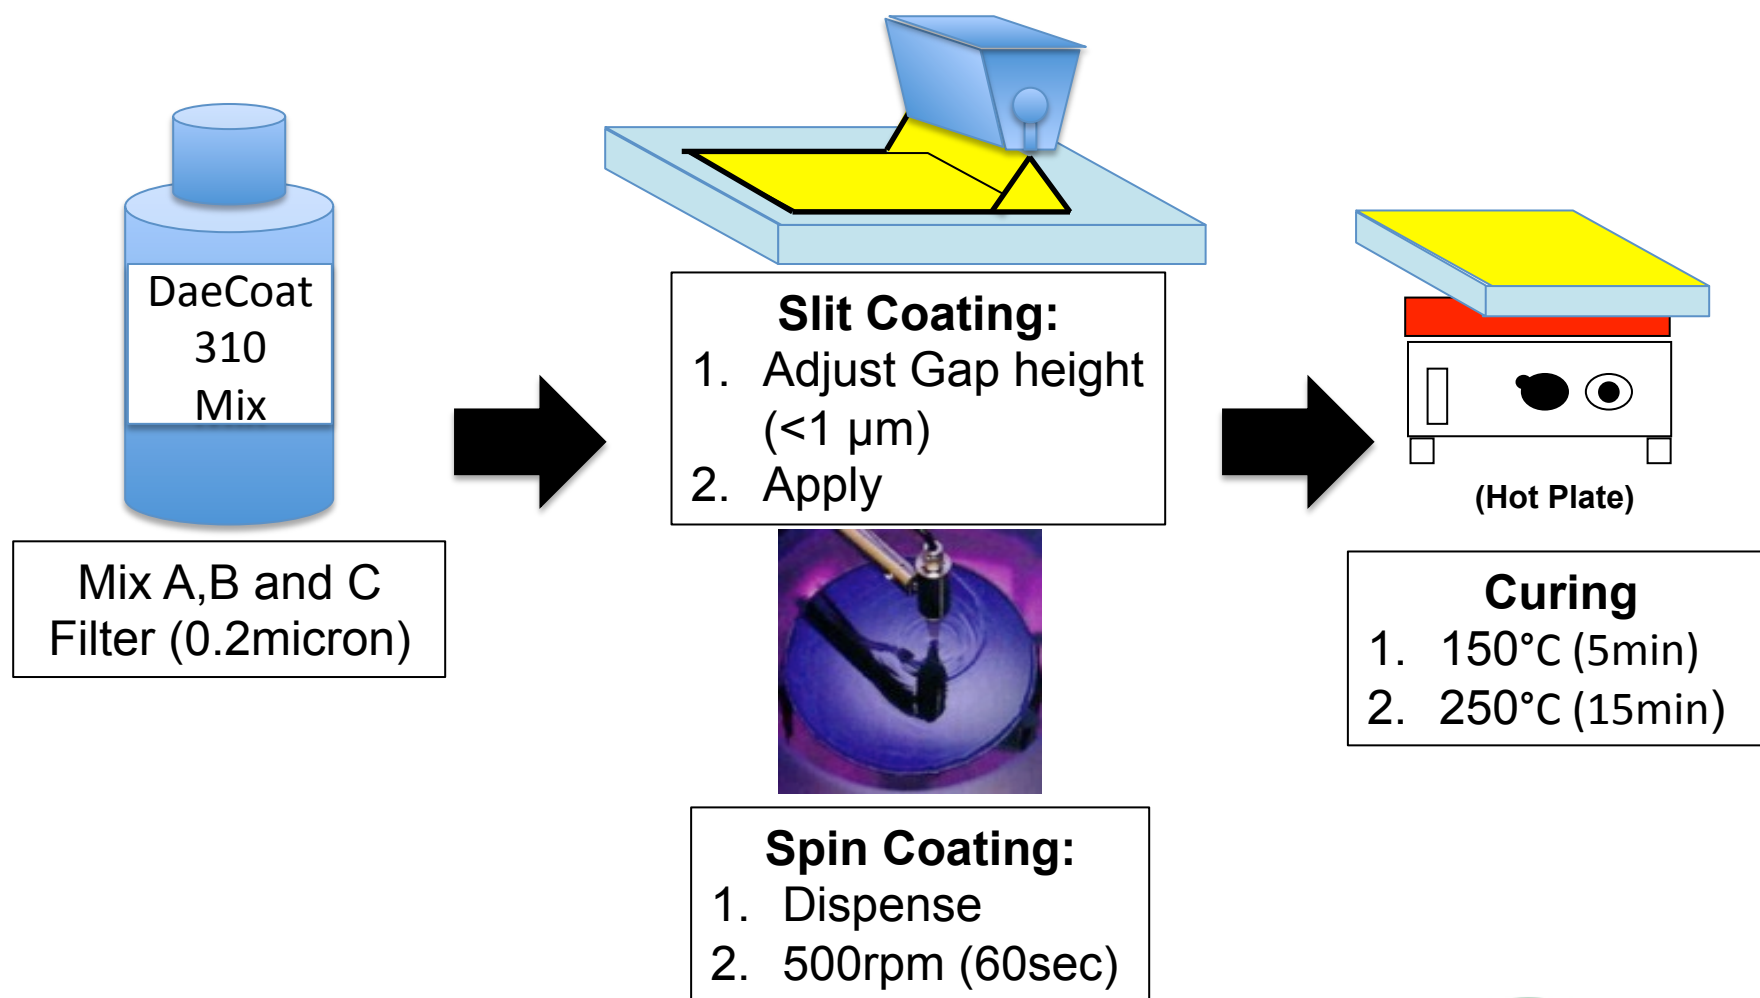 DaeCoat
310
Mix
Mix A,B and C
Filter (0.2micron)
Slit Coating:
1. Adjust Gap height
(<1 μm)
2. Apply
Spin Coating:
1. Dispense
2. 500rpm (60sec)
(Hot Plate)
Curing
1. 150°C (5min)
2. 250°C (15min)